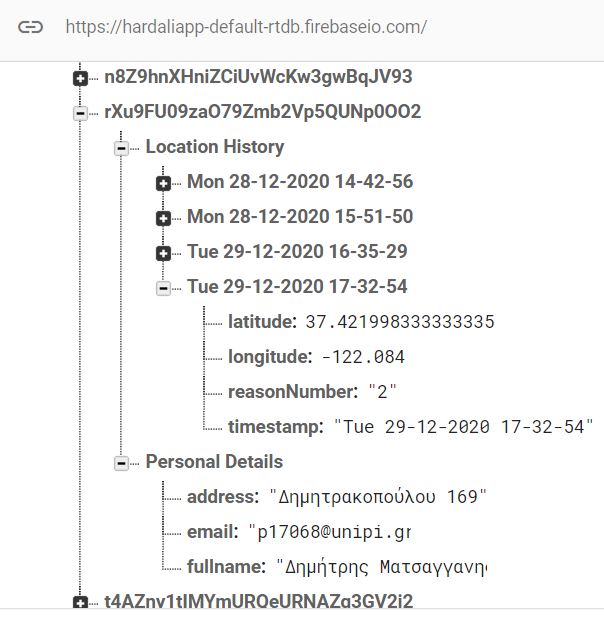 https://hardaliapp-default-rtdb.firebaseio.com/
n8Z9hnXHniZCiUvWcKw3gwBqJV93
rXu9FU09zaO79Zmb2Vp5QUNp0OO2
Location History
Mon 28-12-2020 14-42-56
Mon 28-12-2020 15-51-50
Tue 29-12-2020 16-35-29
Tue 29-12-2020 17-32-54
latitude: 37.421998333333335
longitude: -122.084
reasonNumber: "2"
timestamp: "Tue 29-12-2020 17-32-54"
Personal Details
address: "Δημητρακοπούλου 169"
email: "p17068@unipi.gr
fullname: "Δημήτρης Ματσαγγανης
t4AZnv1tIMYmURQeURNAZq3GV2i2